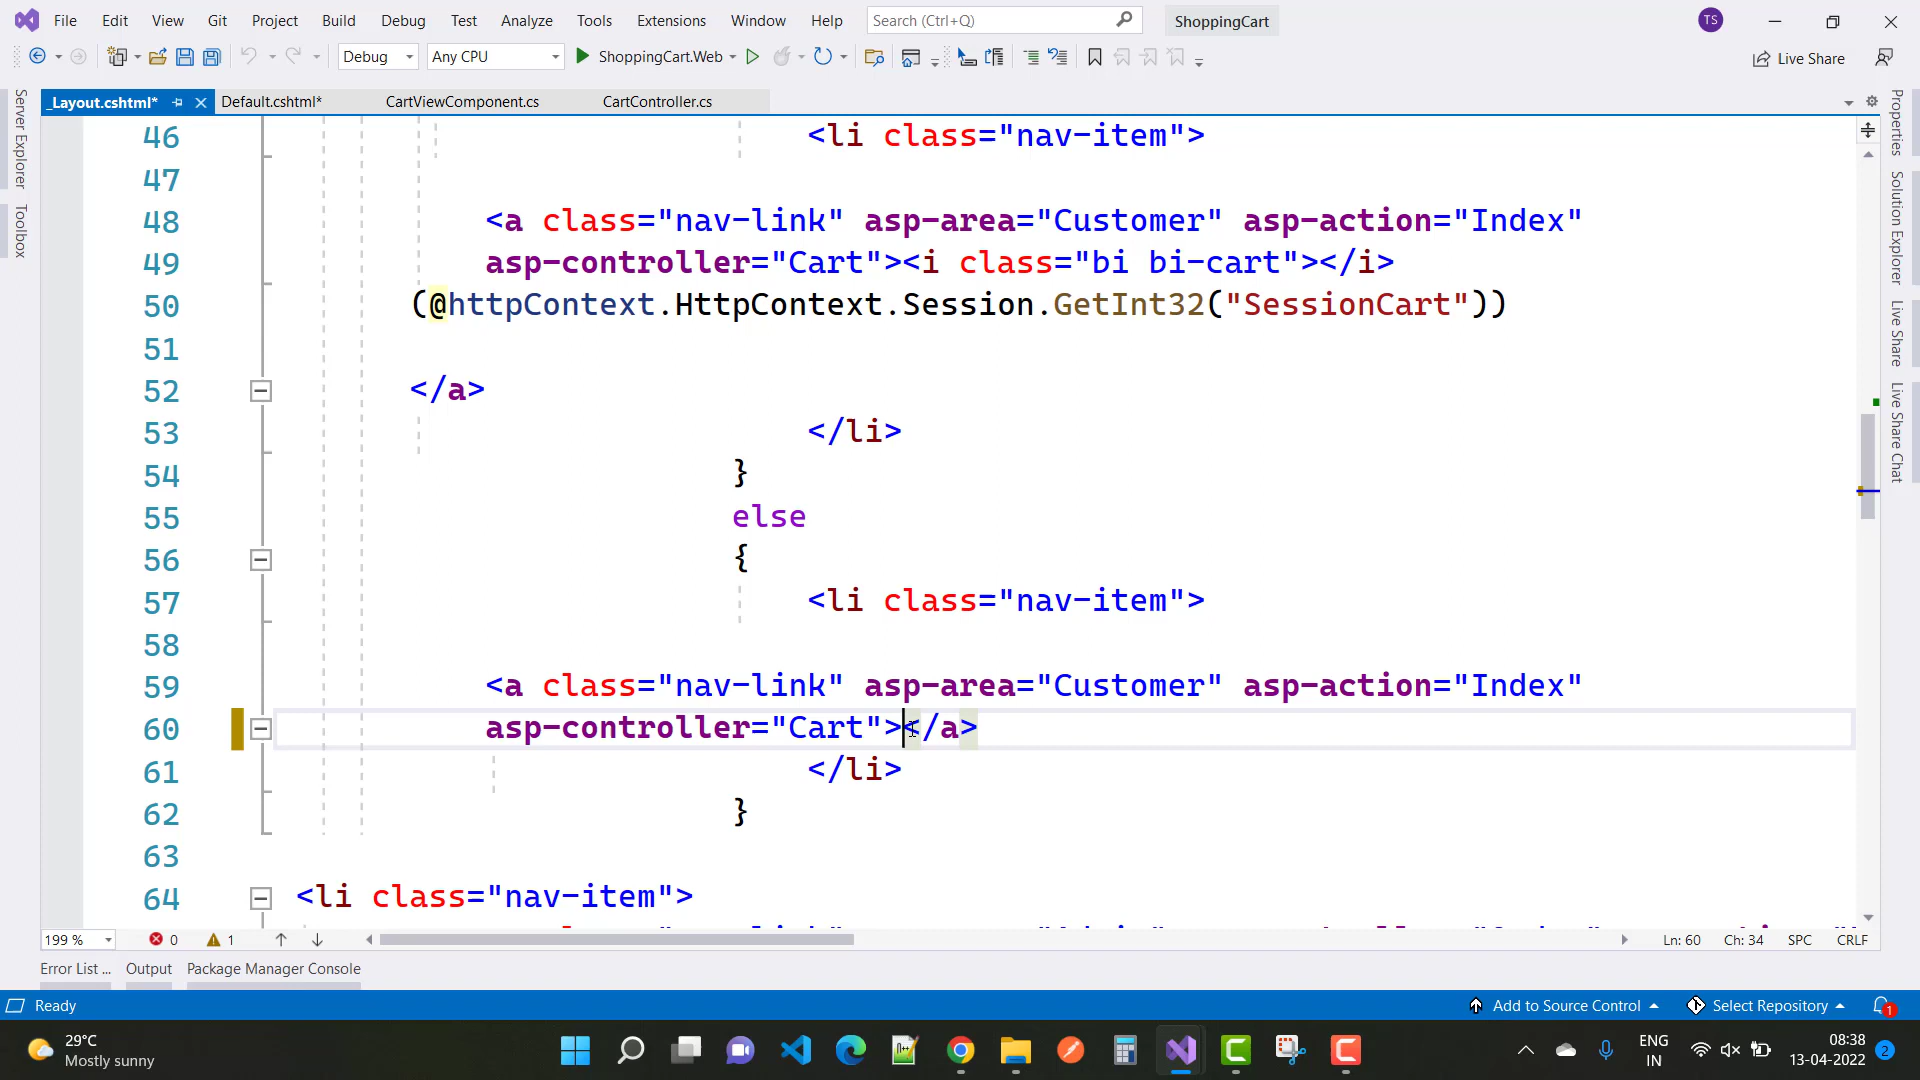 File Edit View Git Project Build Debug Test Analyze Tools Extensions Window Help Search (Ctrl+Q) ShoppingCart TS
Debug Any CPU ShoppingCart.Web Live Share
_Layout.cshtml* Default.cshtml* CartViewComponent.cs CartController.cs
Server Explorer
Toolbox
Properties
Solution Explorer
Live Share
Live Share Chat
46 <li class="nav-item">
47
48 <a class="nav-link" asp-area="Customer" asp-action="Index"
49 asp-controller="Cart"><i class="bi bi-cart"></i>
50 (@httpContext.HttpContext.Session.GetInt32("SessionCart"))
51
52 </a>
53 </li>
54 }
55 else
56 {
57 <li class="nav-item">
58
59 <a class="nav-link" asp-area="Customer" asp-action="Index"
60 asp-controller="Cart"></a>
61 </li>
62 }
63
64 <li class="nav-item">
199 % 0 1 Ln: 60 Ch: 34 SPC CRLF
Error List ... Output Package Manager Console
Ready Add to Source Control Select Repository 1
29°C
Mostly sunny
ENG
IN
08:38
13-04-2022
2